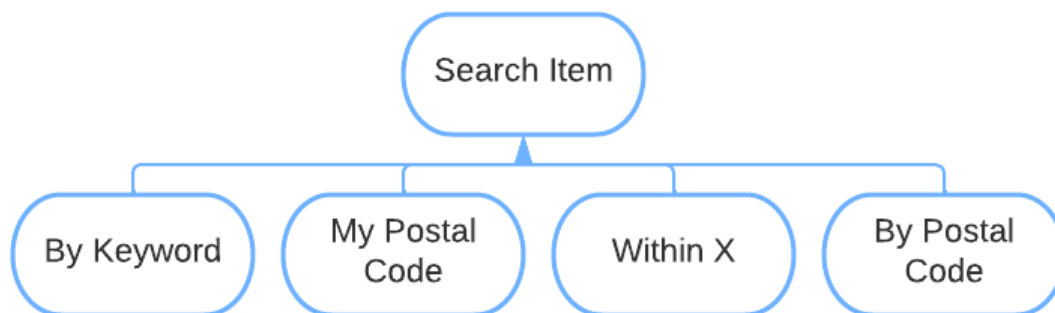 Search Item
By Keyword
My Postal
Code
Within X
By Postal
Code